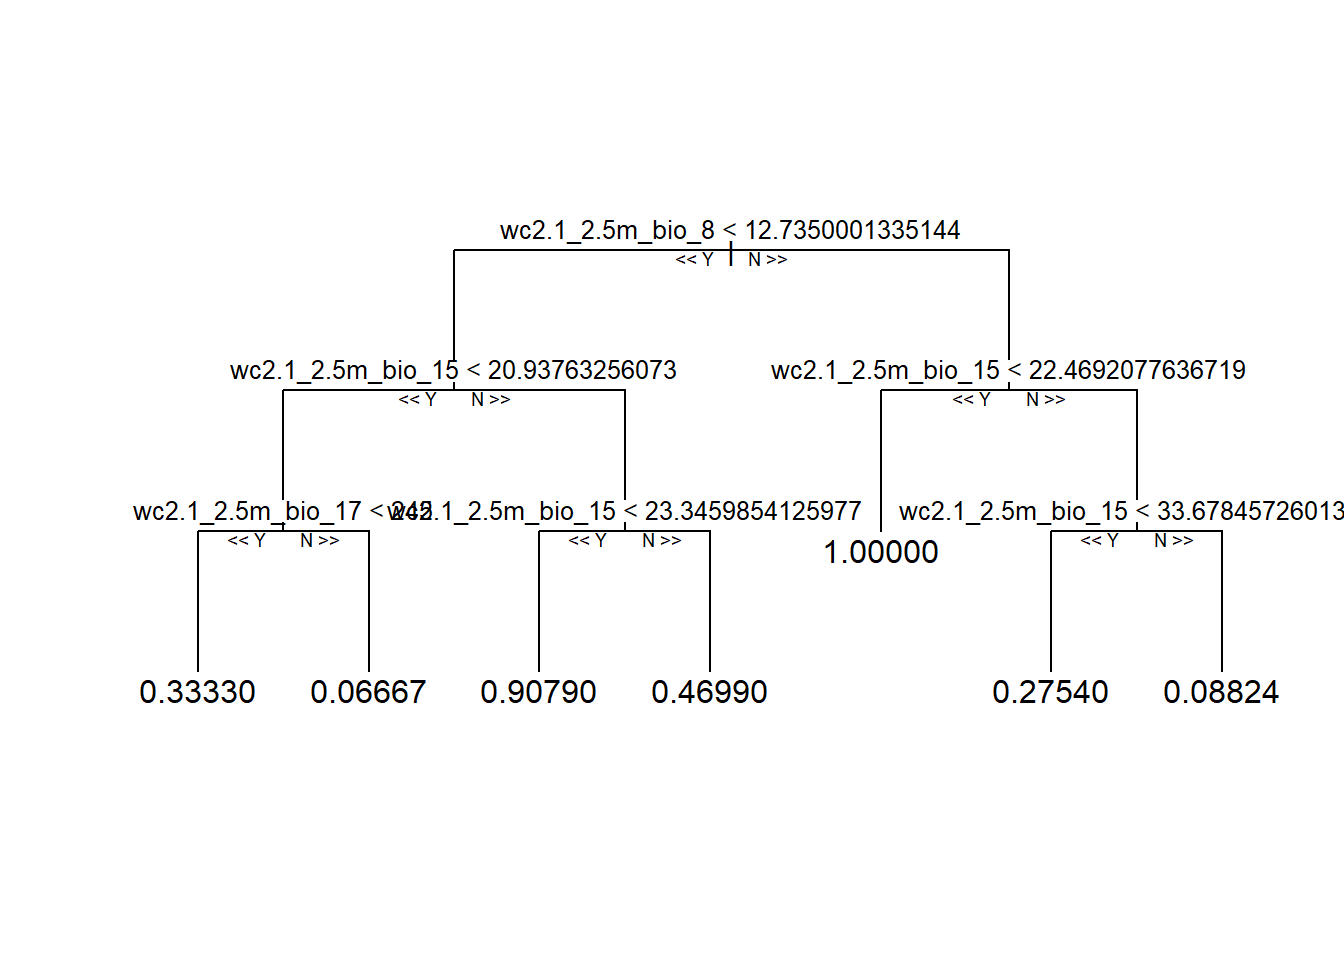 wc2.1_2.5m_bio_8 < 12.7350001335144
<< Y N >>
wc2.1_2.5m_bio_15 < 20.93763256073
wc2.1_2.5m_bio_15 < 22.4692077636719
<< Y N >>
<< Y N >>
wc2.1_2.5m_bio_17 <
wc2.1_2.5m_bio_15 < 23.3459854125977
wc2.1_2.5m_bio_15 < 33.67845726013
<< Y N >>
<< Y N >>
1.00000
<< Y N >>
0.33330
0.06667
0.90790
0.46990
0.27540
0.08824